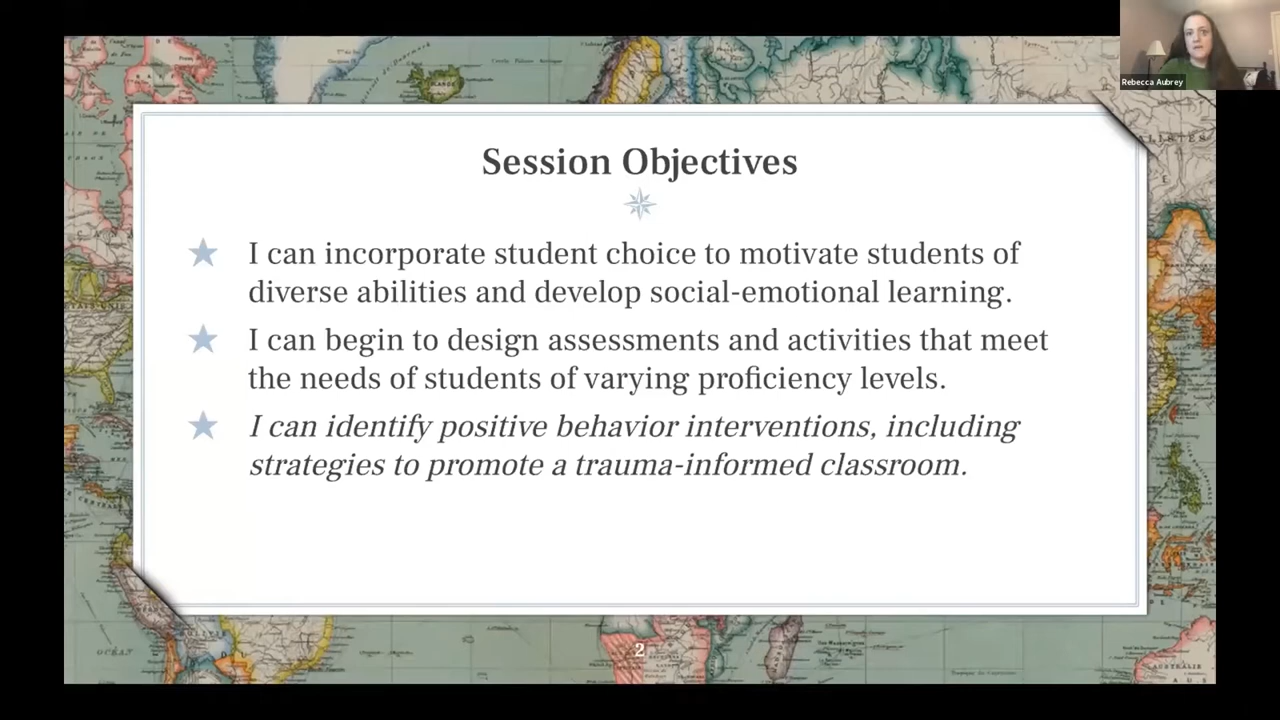 Rebecca Aubrey
Session Objectives
I can incorporate student choice to motivate students of
diverse abilities and develop social-emotional learning.
I can begin to design assessments and activities that meet
the needs of students of varying proficiency levels.
I can identify positive behavior interventions, including
strategies to promote a trauma-informed classroom.
OCÉAN
2
AUSTRALIE